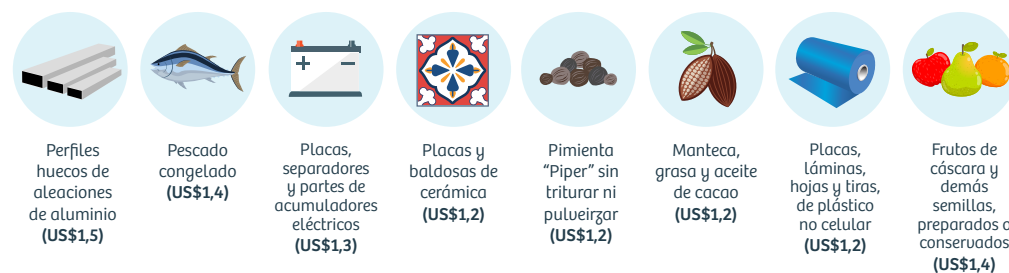 Perfiles
huecos de
aleaciones
de aluminio
(US$1,5)
Pescado
congelado
(US$1,4)
Placas,
separadores
y partes de
acumuladores
eléctricos
(US$1,3)
Placas y
baldosas de
cerámica
(US$1,2)
Pimienta
“Piper” sin
triturar ni
pulveirzar
(US$1,2)
Manteca,
grasa y aceite
de cacao
(US$1,2)
Placas,
láminas,
hojas y tiras,
de plástico
no celular
(US$1,2)
Frutos de
cáscara y
demás
semillas,
preparados o
conservados
(US$1,4)